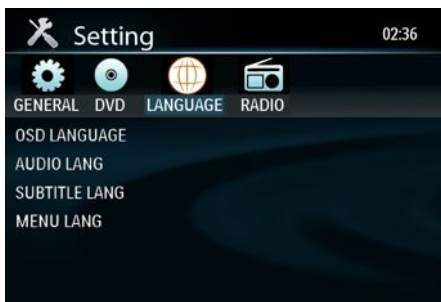 Setting 02:36
GENERAL DVD LANGUAGE RADIO
OSD LANGUAGE
AUDIO LANG
SUBTITLE LANG
MENU LANG